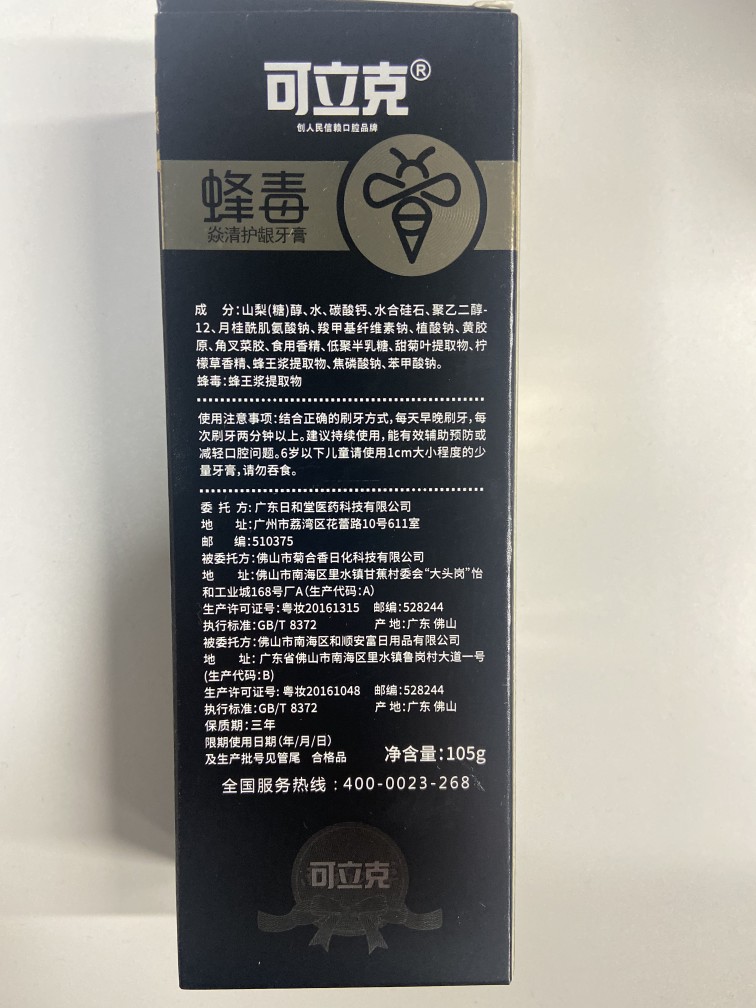 可立克®
创人民信赖口腔品牌
蜂毒
焱清护龈牙膏
成 分:山梨(糖)醇、水、碳酸钙、水合硅石、聚乙二醇-
12、月桂酰肌氨酸钠、羧甲基纤维素钠、植酸钠、黄胶
原、角叉菜胶、食用香精、低聚半乳糖、甜菊叶提取物、柠
檬草香精、蜂王浆提取物、焦磷酸钠、苯甲酸钠。
蜂毒:蜂王浆提取物
使用注意事项:结合正确的刷牙方式,每天早晚刷牙,每
次刷牙两分钟以上。建议持续使用,能有效辅助预防或
减轻口腔问题。6岁以下儿童请使用1cm大小程度的少
量牙膏,请勿吞食。
委 托 方:广东日和堂医药科技有限公司
地 址:广州市荔湾区花蕾路10号611室
邮 编:510375
被委托方:佛山市菊合香日化科技有限公司
地 址:佛山市南海区里水镇甘蕉村委会“大头岗”怡
和工业城168号厂A(生产代码:A)
生产许可证号:粤妆20161315 邮编:528244
执行标准:GB/T 8372 产 地:广东 佛山
被委托方:佛山市南海区和顺安富日用品有限公司
地 址: 广东省佛山市南海区里水镇鲁岗村大道一号
(生产代码:B)
生产许可证号: 粤妆20161048 邮编:528244
执行标准:GB/T 8372 产 地:广东 佛山
保质期:三年
限期使用日期(年/月/日)
及生产批号见管尾 合格品 净含量:105g
全国服务热线:400-0023-268
可立克